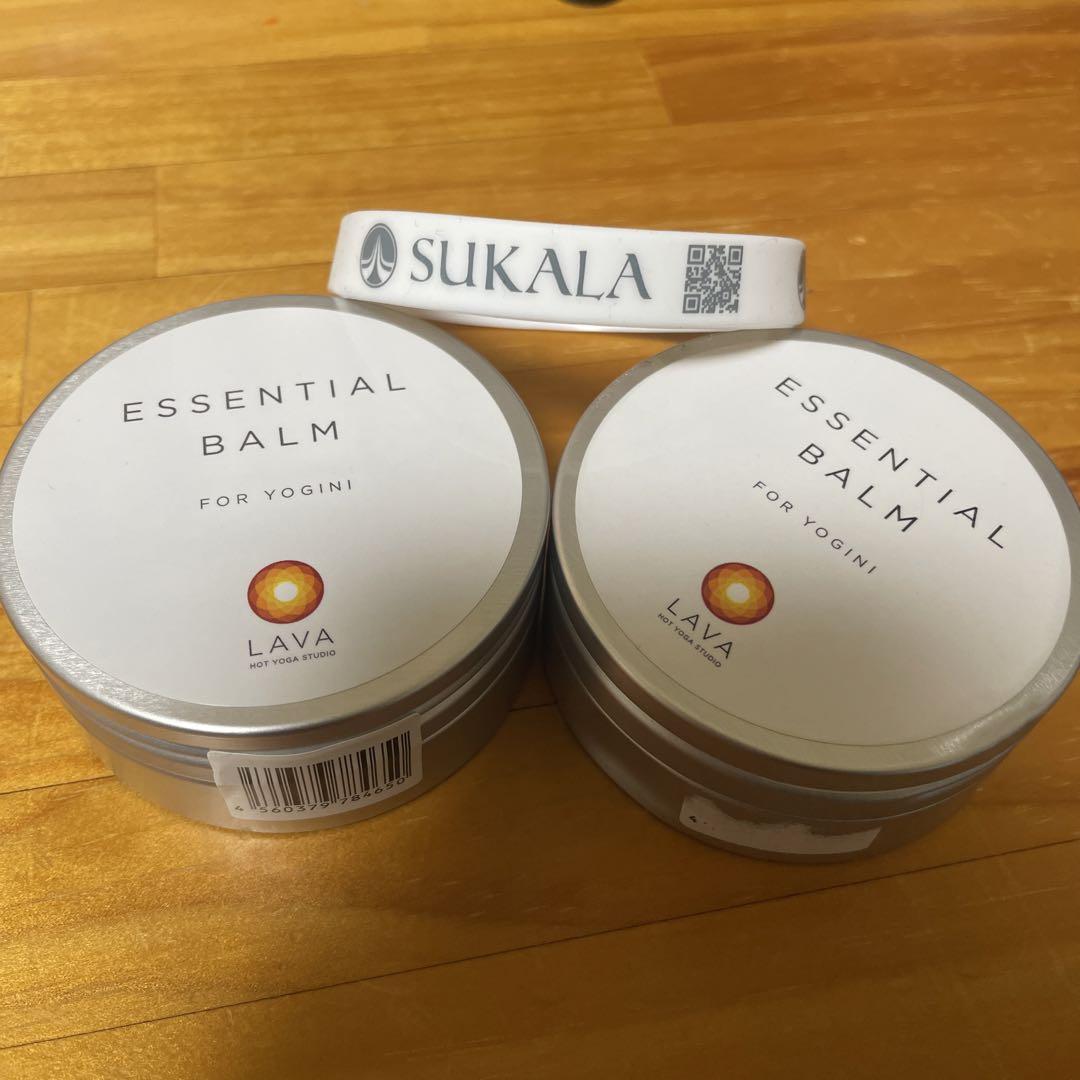 SUKALA
ESSENTIAL
BALM
FOR YOGINI
LAVA
HOT YOGA STUDIO
4 560379 784650
ESSENTIAL
BALM
FOR YOGINI
LAVA
HOT YOGA STUDIO
4